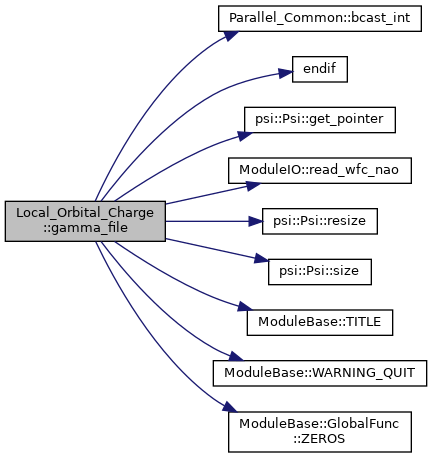 Parallel_Common::bcast_int
endif
psi::Psi::get_pointer
ModuleIO::read_wfc_nao
Local_Orbital_Charge
::gamma_file
psi::Psi::resize
psi::Psi::size
ModuleBase::TITLE
ModuleBase::WARNING_QUIT
ModuleBase::GlobalFunc
::ZEROS